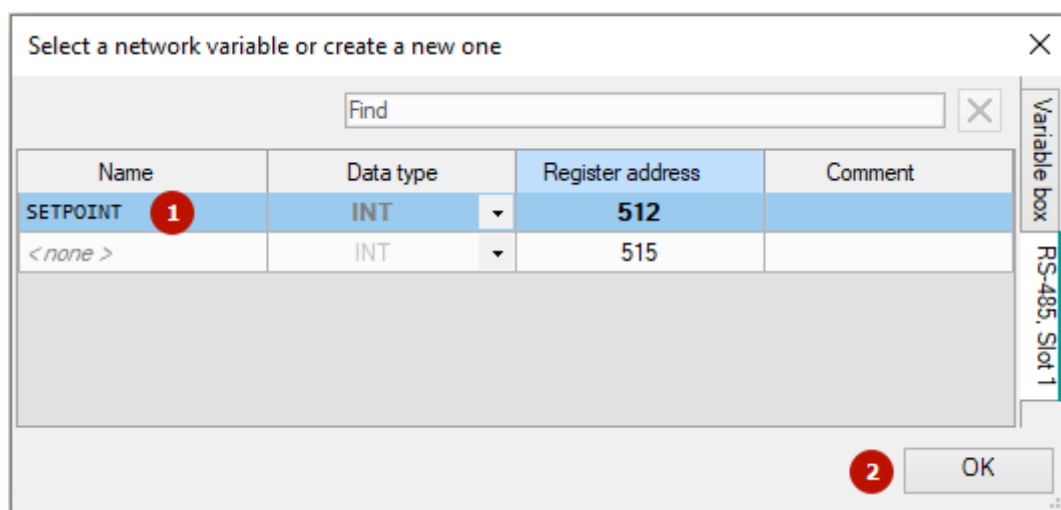 Select a network variable or create a new one
Find
Name Data type Register address Comment
SETPOINT 1 INT 512
<none > INT 515
Variable box
RS-485, Slot 1
2 OK